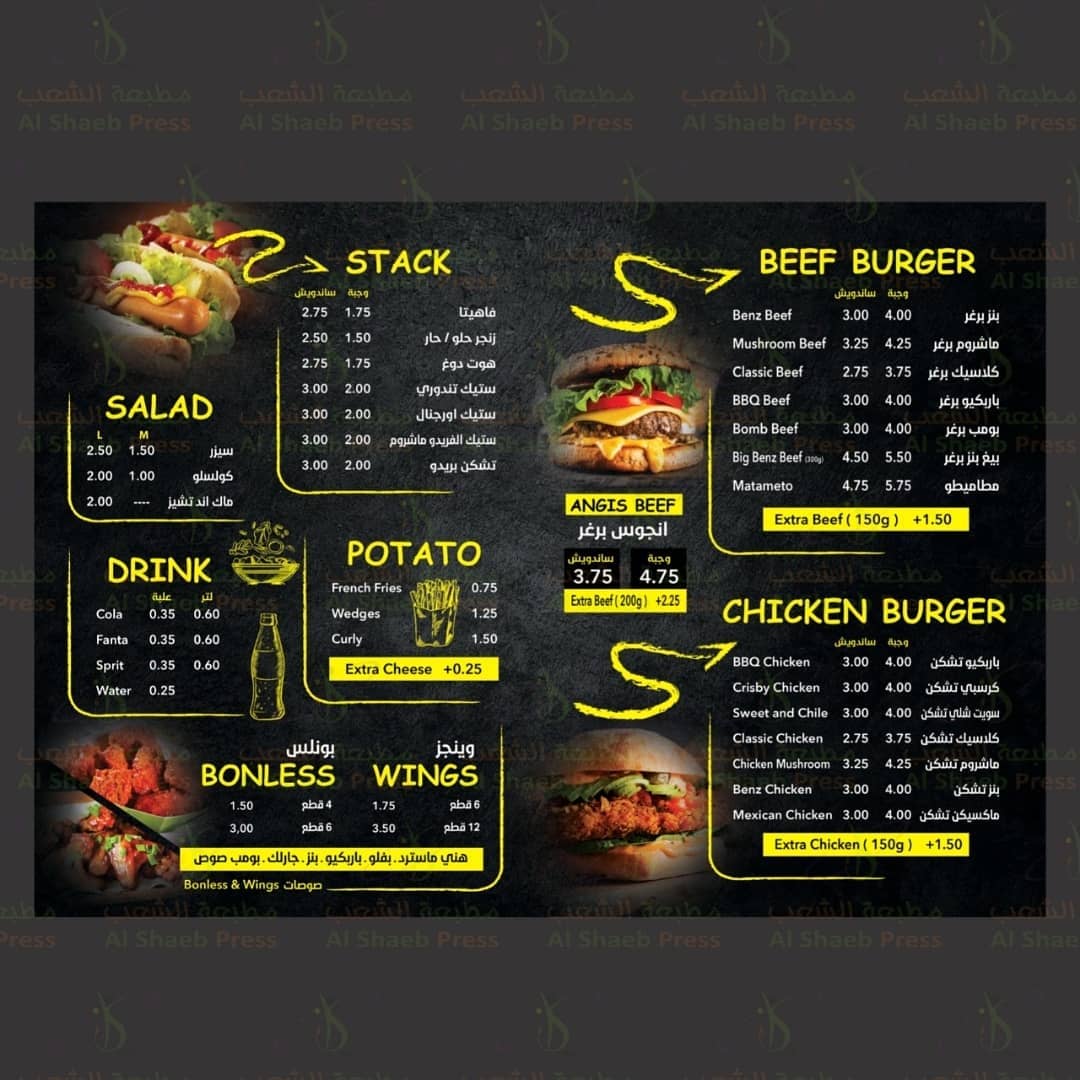 مطبعة الشعب
Al Shaeb Press
STACK
ساندويش وجبة
2.75 1.75 فاهيتا
2.50 1.50 زنجر حلو / حار
2.75 1.75 هوت دوغ
3.00 2.00 ستيك تندوري
3.00 2.00 ستيك اورجنال
3.00 2.00 ستيك الفريدو ماشروم
3.00 2.00 تشكن بريدو
SALAD
L M
2.50 1.50 سيزر
2.00 1.00 كولسلو
2.00 ---- ماك اند تشيز
DRINK
علبة لتر
Cola 0.35 0.60
Fanta 0.35 0.60
Sprit 0.35 0.60
Water 0.25
POTATO
French Fries 0.75
Wedges 1.25
Curly 1.50
Extra Cheese +0.25
بونلس وينجز
BONLESS WINGS
1.50 4 قطع 1.75 6 قطع
3,00 6 قطع 3.50 12 قطع
هني ماسترد . بفلو . باربكيو . بنز . جارلك . بومب صوص
Bonless & Wings صوصات
BEEF BURGER
ساندويش وجبة
Benz Beef 3.00 4.00 بنز برغر
Mushroom Beef 3.25 4.25 ماشروم برغر
Classic Beef 2.75 3.75 كلاسيك برغر
BBQ Beef 3.00 4.00 باربكيو برغر
Bomb Beef 3.00 4.00 بومب برغر
Big Benz Beef (300g) 4.50 5.50 بيغ بنز برغر
Matameto 4.75 5.75 مطاميطو
Extra Beef ( 150g ) +1.50
ANGIS BEEF
انجوس برغر
ساندويش وجبة
3.75 4.75
Extra Beef ( 200g ) +2.25
CHICKEN BURGER
ساندويش وجبة
BBQ Chicken 3.00 4.00 باربكيو تشكن
Crisby Chicken 3.00 4.00 كرسبي تشكن
Sweet and Chile 3.00 4.00 سويت شلي تشكن
Classic Chicken 2.75 3.75 كلاسيك تشكن
Chicken Mushroom 3.25 4.25 ماشروم تشكن
Benz Chicken 3.00 4.00 بنز تشكن
Mexican Chicken 3.00 4.00 ماكسيكن تشكن
Extra Chicken ( 150g ) +1.50